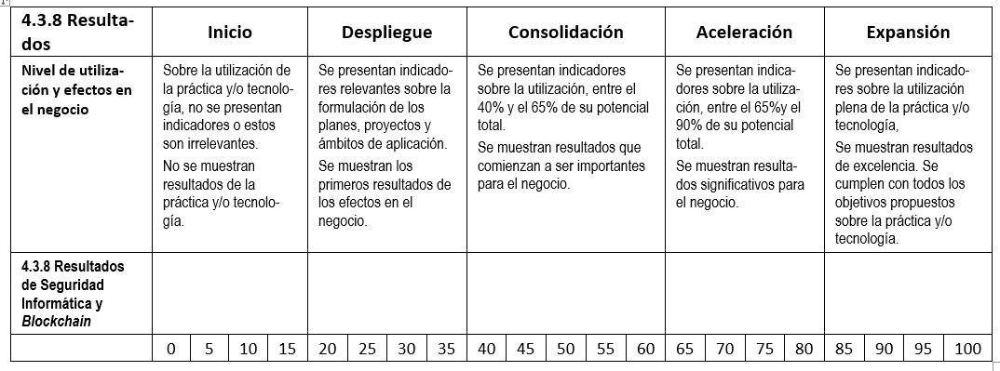 4.3.8 Resulta-
dos
Inicio
Despliegue
Consolidación
Aceleración
Expansión
Nivel de utiliza-
ción y efectos en
el negocio
Sobre la utilización de
la práctica y/o tecnolo-
gía, no se presentan
indicadores o estos
son irrelevantes.
No se muestran
resultados de la
práctica y/o tecnolo-
gía.
Se presentan indicado-
res relevantes sobre la
formulación de los
planes, proyectos y
ámbitos de aplicación.
Se muestran los
primeros resultados de
los efectos en el
negocio.
Se presentan indicadores
sobre la utilización, entre el
40% y el 65% de su potencial
total.
Se muestran resultados que
comienzan a ser importantes
para el negocio.
Se presentan indica-
dores sobre la utiliza-
ción, entre el 65%y el
90% de su potencial
total.
Se muestran resulta-
dos significativos para
el negocio.
Se presentan indicado-
res sobre la utilización
plena de la práctica y/o
tecnología,
Se muestran resultados
de excelencia. Se
cumplen con todos los
objetivos propuestos
sobre la práctica y/o
tecnología.
4.3.8 Resultados
de Seguridad
Informática y
Blockchain
0 5 10 15 20 25 30 35 40 45 50 55 60 65 70 75 80 85 90 95 100